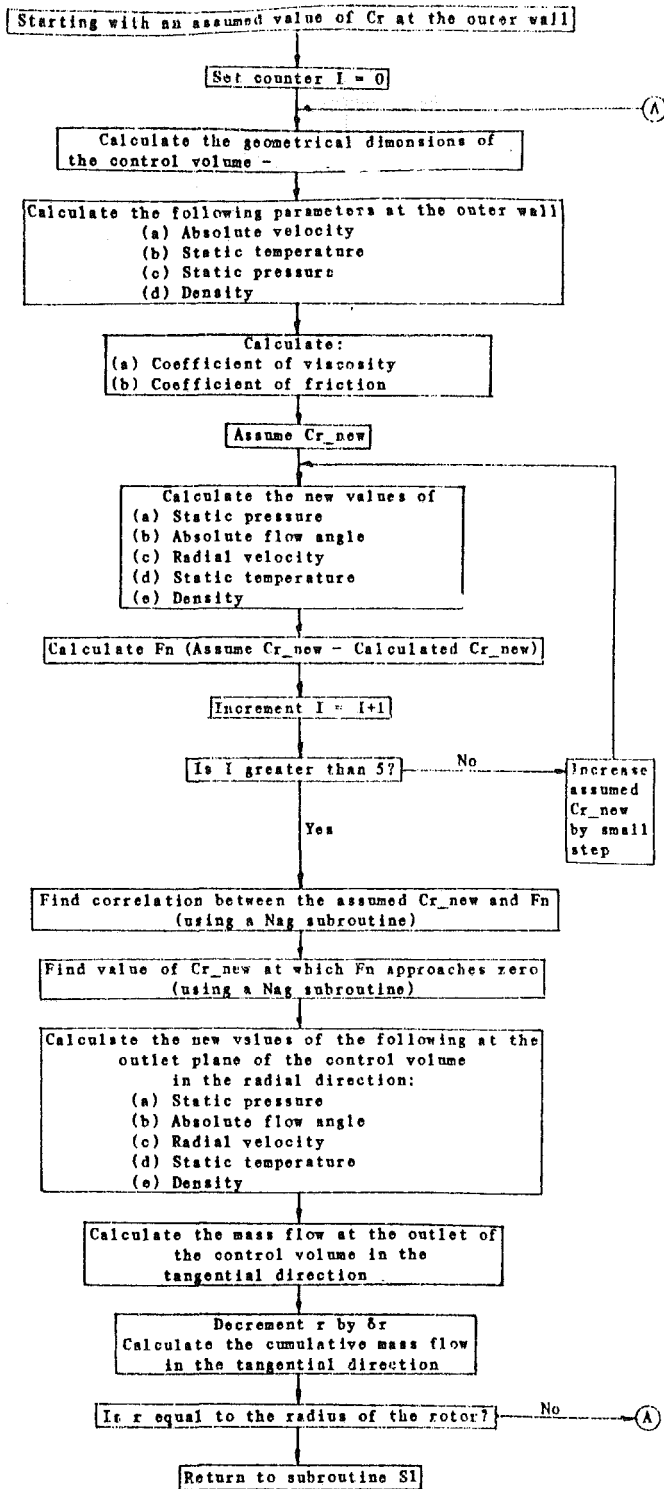 Starting with an assumed value of Cr at the outer wall
Set counter I = 0
A
Calculate the geometrical dimensions of
the control volume -
Calculate the following parameters at the outer wall
(a) Absolute velocity
(b) Static temperature
(c) Static pressure
(d) Density
Calculate:
(a) Coefficient of viscosity
(b) Coefficient of friction
Assume Cr_new
Calculate the new values of
(a) Static pressure
(b) Absolute flow angle
(c) Radial velocity
(d) Static temperature
(e) Density
Calculate Fn (Assume Cr_new - Calculated Cr_new)
Increment I = I+1
Is I greater than 5?
No
Increase
assumed
Cr_new
by small
step
Yes
Find correlation between the assumed Cr_new and Fn
(using a Nag subroutine)
Find value of Cr_new at which Fn approaches zero
(using a Nag subroutine)
Calculate the new values of the following at the
outlet plane of the control volume
in the radial direction:
(a) Static pressure
(b) Absolute flow angle
(c) Radial velocity
(d) Static temperature
(e) Density
Calculate the mass flow at the outlet of
the control volume in the
tangential direction
Decrement r by δr
Calculate the cumulative mass flow
in the tangential direction
Is r equal to the radius of the rotor?
No
A
Return to subroutine S1